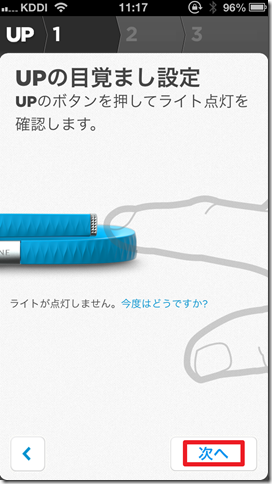 KDDI 11:17 96%
UP 1 2 3
UPの目覚まし設定
UPのボタンを押してライト点灯を
確認します。
NE
ライトが点灯しません。今度はどうですか?
次へ